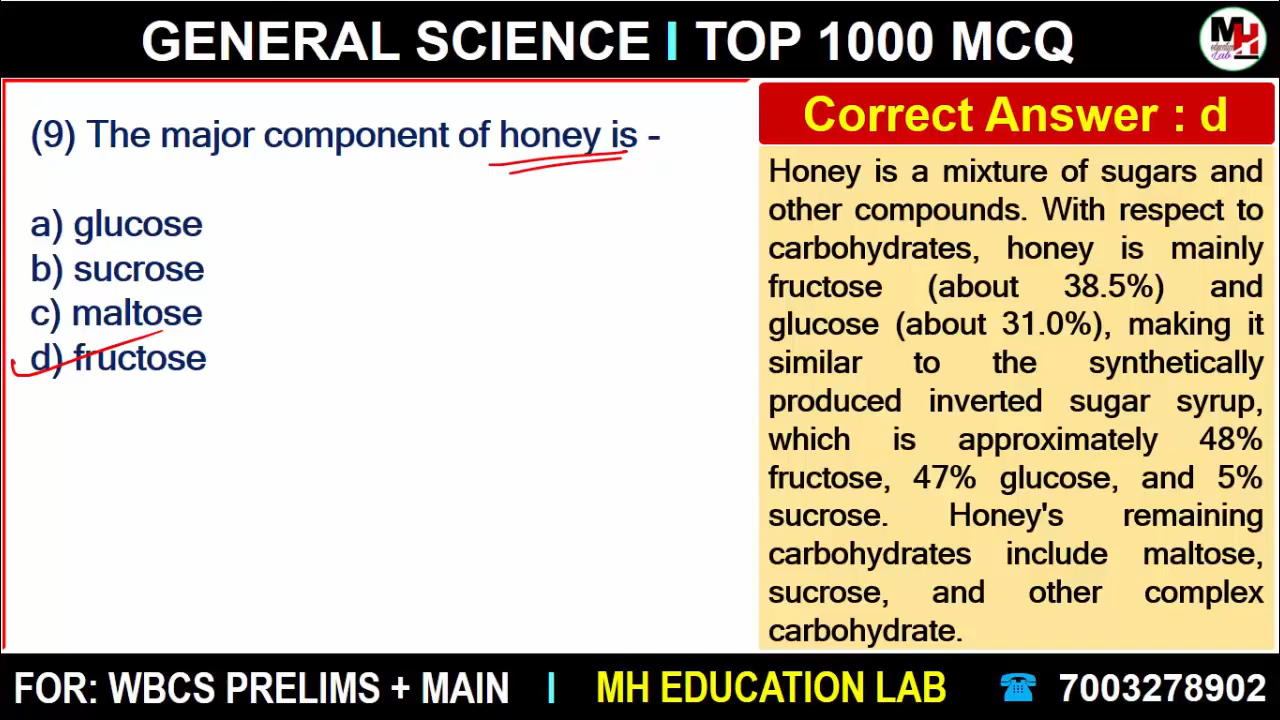 GENERAL SCIENCE I TOP 1000 MCQ
MH
education
Lab
(9) The major component of honey is -
a) glucose
b) sucrose
c) maltose
d) fructose
Correct Answer : d
Honey is a mixture of sugars and
other compounds. With respect to
carbohydrates, honey is mainly
fructose (about 38.5%) and
glucose (about 31.0%), making it
similar to the synthetically
produced inverted sugar syrup,
which is approximately 48%
fructose, 47% glucose, and 5%
sucrose. Honey's remaining
carbohydrates include maltose,
sucrose, and other complex
carbohydrate.
FOR: WBCS PRELIMS + MAIN I MH EDUCATION LAB ☎ 7003278902